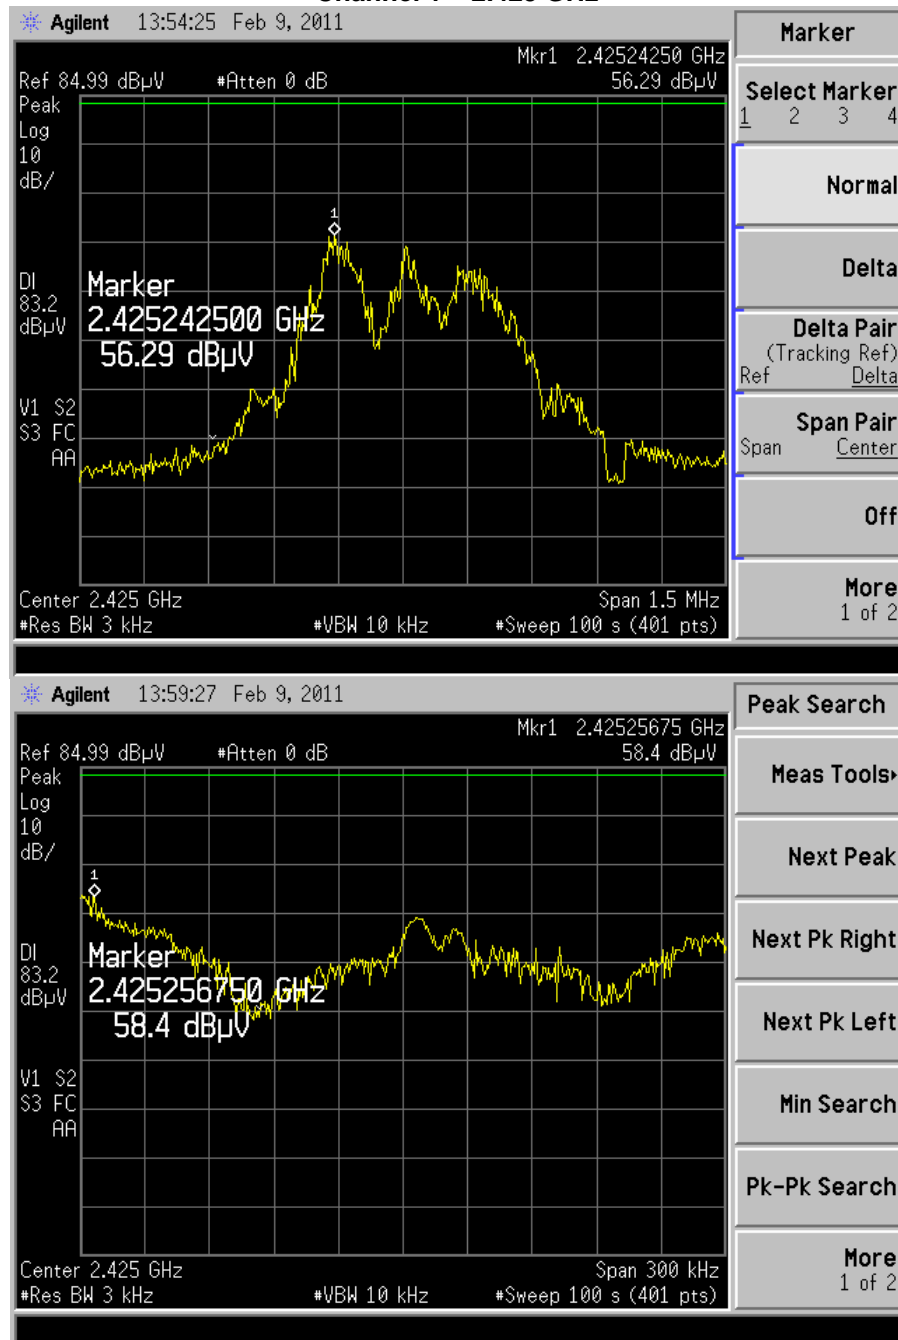 Agilent 13:54:25 Feb 9, 2011
Mkr1 2.42524250 GHz
Ref 84.99 dBµV #Atten 0 dB 56.29 dBµV
Peak
Log
10
dB/
1
DI
83.2
dBµV
Marker
2.425242500 GHz
56.29 dBµV
V1 S2
S3 FC
AA
Center 2.425 GHz Span 1.5 MHz
#Res BW 3 kHz #VBW 10 kHz #Sweep 100 s (401 pts)
Marker
Select Marker
1 2 3 4
Normal
Delta
Delta Pair
(Tracking Ref)
Ref Delta
Span Pair
Span Center
Off
More
1 of 2
Agilent 13:59:27 Feb 9, 2011
Mkr1 2.42525675 GHz
Ref 84.99 dBµV #Atten 0 dB 58.4 dBµV
Peak
Log
10
dB/
1
DI
83.2
dBµV
Marker
2.425256750 GHz
58.4 dBµV
V1 S2
S3 FC
AA
Center 2.425 GHz Span 300 kHz
#Res BW 3 kHz #VBW 10 kHz #Sweep 100 s (401 pts)
Peak Search
Meas Tools
Next Peak
Next Pk Right
Next Pk Left
Min Search
Pk-Pk Search
More
1 of 2